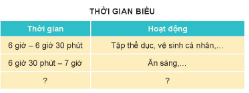 THỜI GIAN BIỂU
Thời gian Hoạt động
6 giờ – 6 giờ 30 phút Tập thể dục, vệ sinh cá nhân,...
6 giờ 30 phút – 7 giờ Ăn sáng,...
? ?